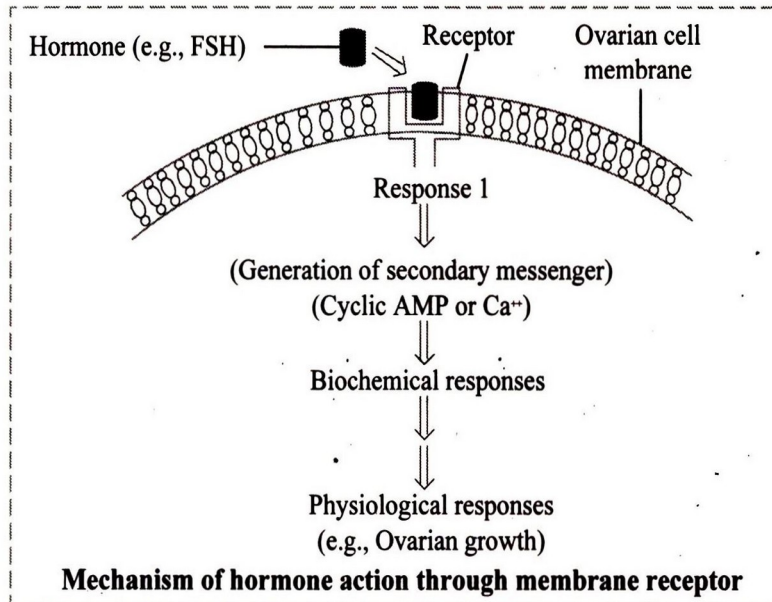 Hormone (e.g., FSH)
Receptor
Ovarian cell
membrane
Response 1
(Generation of secondary messenger)
(Cyclic AMP or Ca⁺⁺)
Biochemical responses
Physiological responses
(e.g., Ovarian growth)
Mechanism of hormone action through membrane receptor